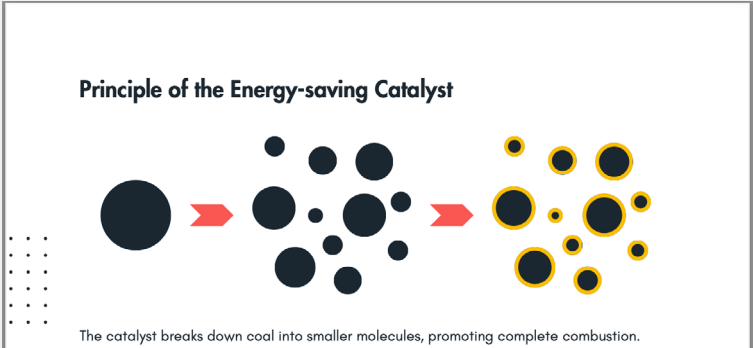 Principle of the Energy-saving Catalyst
The catalyst breaks down coal into smaller molecules, promoting complete combustion.